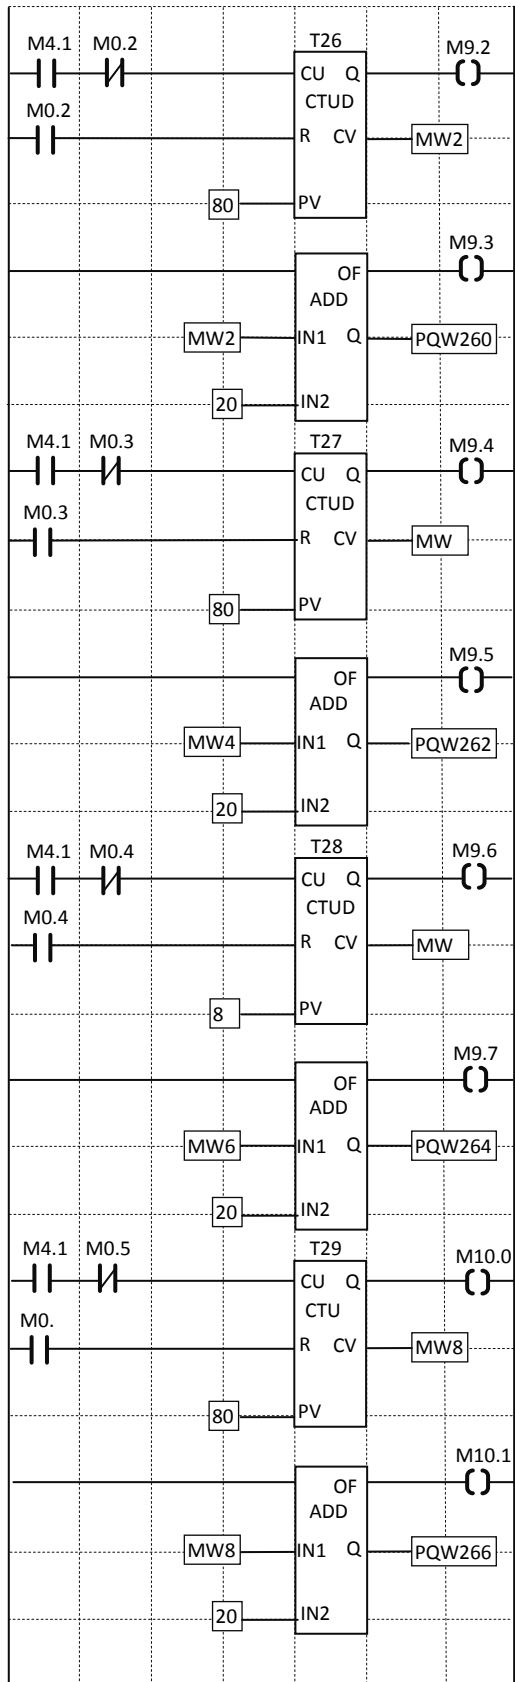 T26
M4.1 M0.2 M9.2
CU Q
CTUD
M0.2
R CV MW2
80 PV
M9.3
OF
ADD
MW2 IN1 Q PQW260
20 IN2
T27
M4.1 M0.3 M9.4
CU Q
CTUD
M0.3
R CV MW
80 PV
M9.5
OF
ADD
MW4 IN1 Q PQW262
20 IN2
T28
M4.1 M0.4 M9.6
CU Q
CTUD
M0.4
R CV MW
8 PV
M9.7
OF
ADD
MW6 IN1 Q PQW264
20 IN2
T29
M4.1 M0.5 M10.0
CU Q
CTU
M0.
R CV MW8
80 PV
M10.1
OF
ADD
MW8 IN1 Q PQW266
20 IN2